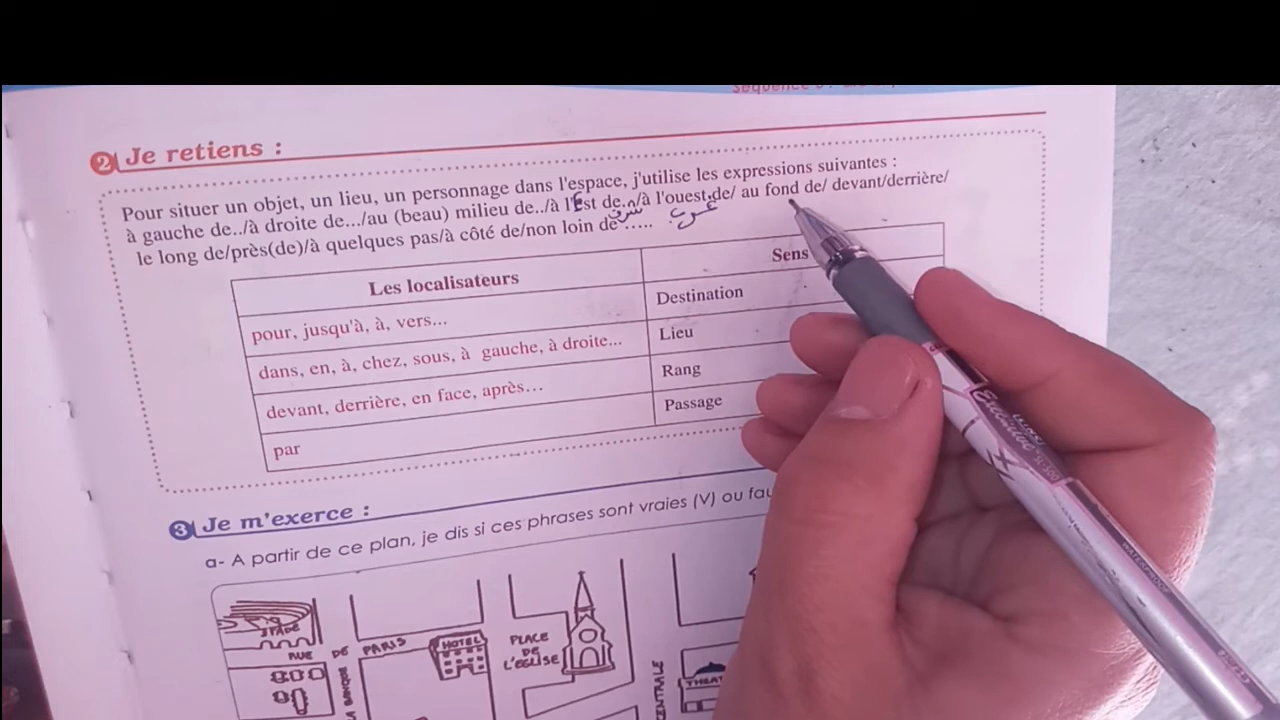 2 Je retiens :
Pour situer un objet, un lieu, un personnage dans l'espace, j'utilise les expressions suivantes :
à gauche de../à droite de.../au (beau) milieu de../à l'Est de../à l'ouest de/ au fond de/ devant/derrière/
شرق غرب
le long de/près(de)/à quelques pas/à côté de/non loin de .....
Les localisateurs Sens
pour, jusqu'à, à, vers... Destination
dans, en, à, chez, sous, à gauche, à droite... Lieu
devant, derrière, en face, après... Rang
par Passage
3 Je m'exerce :
a- A partir de ce plan, je dis si ces phrases sont vraies (V) ou
STADE
RUE DE PARIS
HOTEL
PLACE
DE
L'EGLISE
BANQUE
CENTRALE